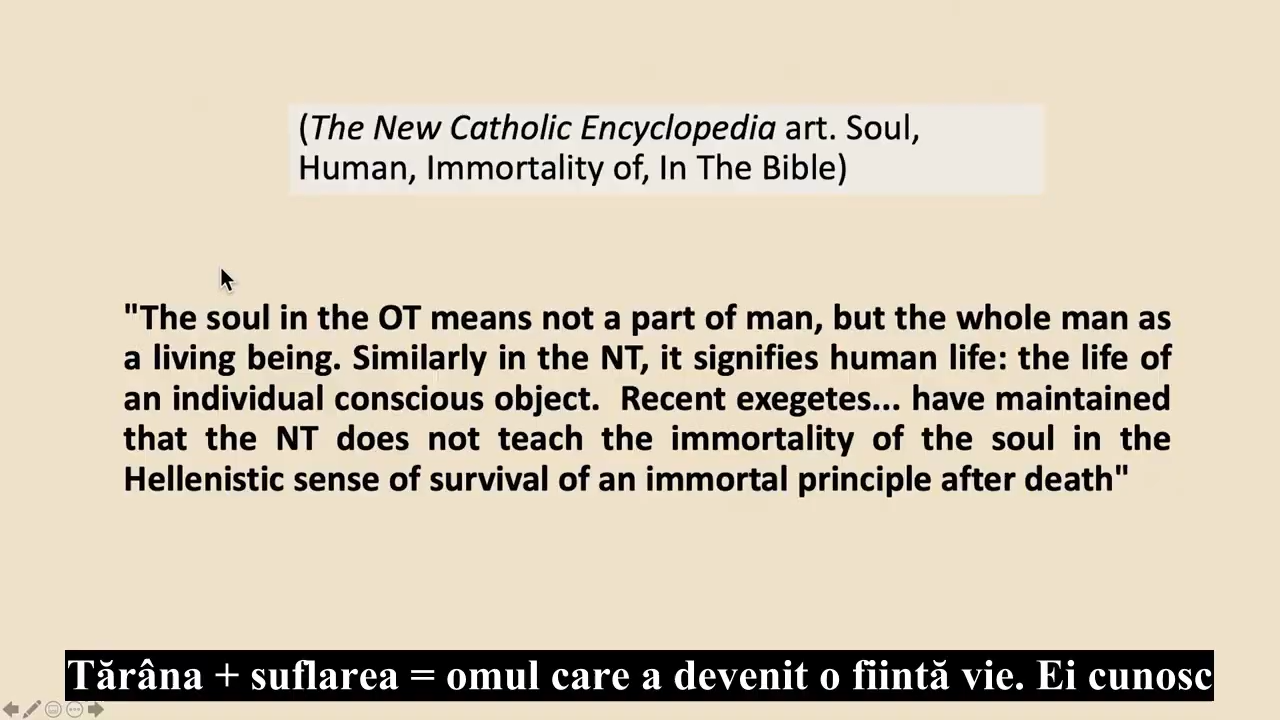 (The New Catholic Encyclopedia art. Soul,
Human, Immortality of, In The Bible)
"The soul in the OT means not a part of man, but the whole man as
a living being. Similarly in the NT, it signifies human life: the life of
an individual conscious object. Recent exegetes... have maintained
that the NT does not teach the immortality of the soul in the
Hellenistic sense of survival of an immortal principle after death"
Tărâna + suflarea = omul care a devenit o fiintă vie. Ei cunosc